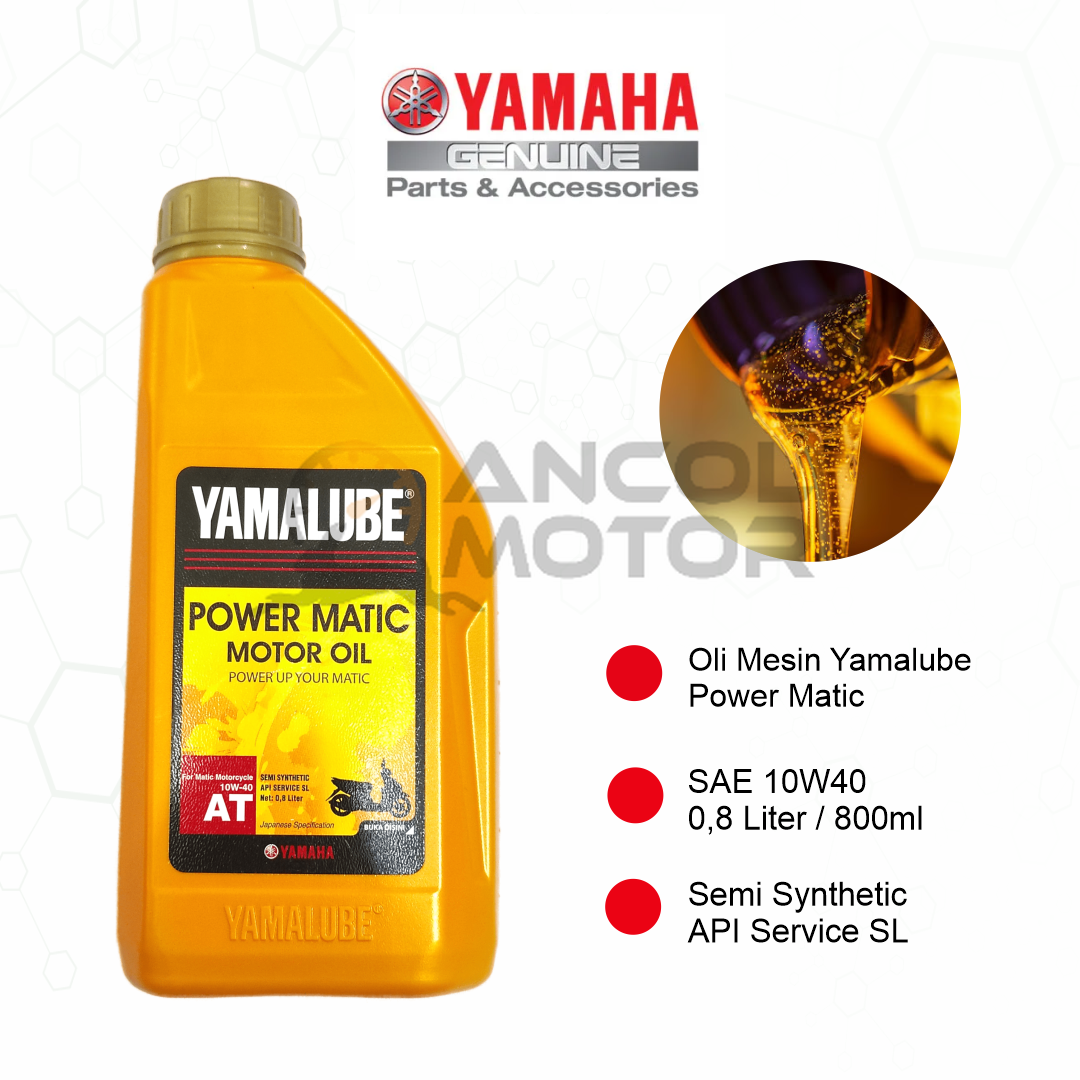 YAMAHA
GENUINE
Parts & Accessories
ANCOL
MOTOR
YAMALUBE®
POWER MATIC
MOTOR OIL
POWER UP YOUR MATIC
For Matic Motorcycle
10W-40
AT
SEMI SYNTHETIC
API SERVICE SL
Net: 0,8 Liter
Japanese Specification
BUKA DISINI
YAMAHA
YAMALUBE®
Oli Mesin Yamalube
Power Matic
SAE 10W40
0,8 Liter / 800ml
Semi Synthetic
API Service SL